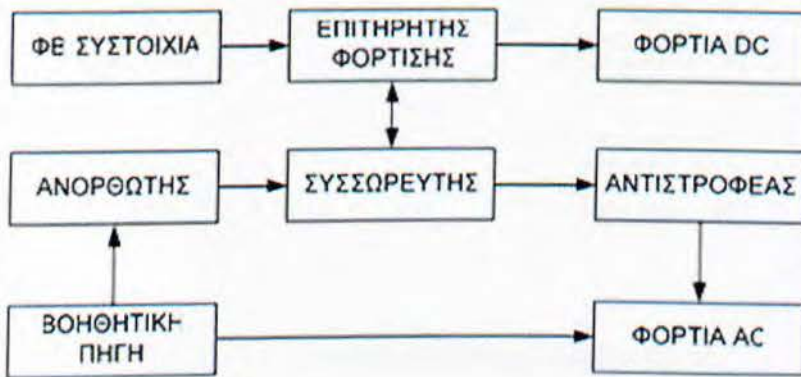 ΦΕ ΣΥΣΤΟΙΧΙΑ
ΕΠΙΤΗΡΗΤΗΣ
ΦΟΡΤΙΣΗΣ
ΦΟΡΤΙΑ DC
ΑΝΟΡΘΩΤΗΣ
ΣΥΣΣΩΡΕΥΤΗΣ
ΑΝΤΙΣΤΡΟΦΕΑΣ
ΒΟΗΘΗΤΙΚΗ
ΠΗΓΗ
ΦΟΡΤΙΑ AC